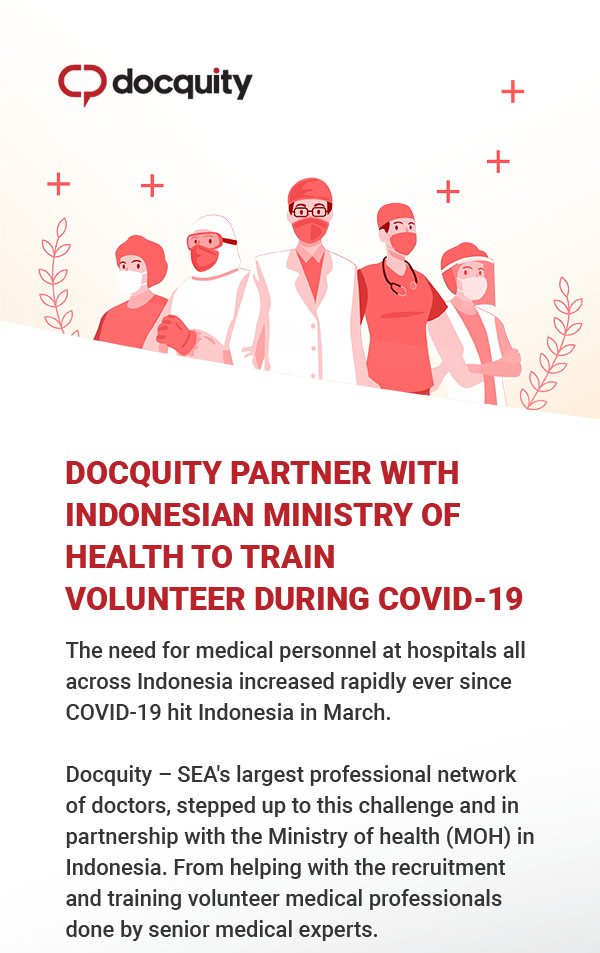 docquity
DOCQUITY PARTNER WITH
INDONESIAN MINISTRY OF
HEALTH TO TRAIN
VOLUNTEER DURING COVID-19
The need for medical personnel at hospitals all
across Indonesia increased rapidly ever since
COVID-19 hit Indonesia in March.
Docquity – SEA's largest professional network
of doctors, stepped up to this challenge and in
partnership with the Ministry of health (MOH) in
Indonesia. From helping with the recruitment
and training volunteer medical professionals
done by senior medical experts.